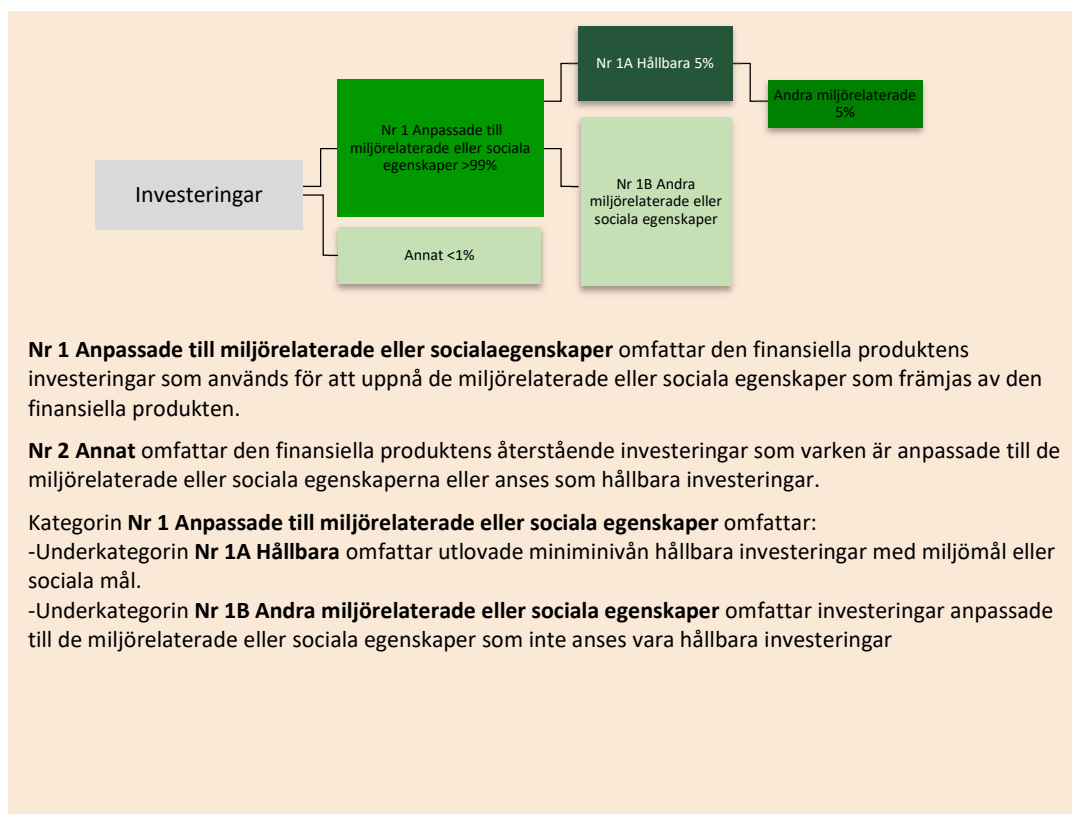 Nr 1A Hållbara 5%
Andra miljörelaterade
5%
Nr 1 Anpassade till
miljörelaterade eller sociala
egenskaper >99%
Investeringar
Nr 1B Andra
miljörelaterade eller
sociala egenskaper
Annat <1%
Nr 1 Anpassade till miljörelaterade eller socialaegenskaper omfattar den finansiella produktens
investeringar som används för att uppnå de miljörelaterade eller sociala egenskaper som främjas av den
finansiella produkten.
Nr 2 Annat omfattar den finansiella produktens återstående investeringar som varken är anpassade till de
miljörelaterade eller sociala egenskaperna eller anses som hållbara investeringar.
Kategorin Nr 1 Anpassade till miljörelaterade eller sociala egenskaper omfattar:
-Underkategorin Nr 1A Hållbara omfattar utlovade miniminivån hållbara investeringar med miljömål eller
sociala mål.
-Underkategorin Nr 1B Andra miljörelaterade eller sociala egenskaper omfattar investeringar anpassade
till de miljörelaterade eller sociala egenskaper som inte anses vara hållbara investeringar